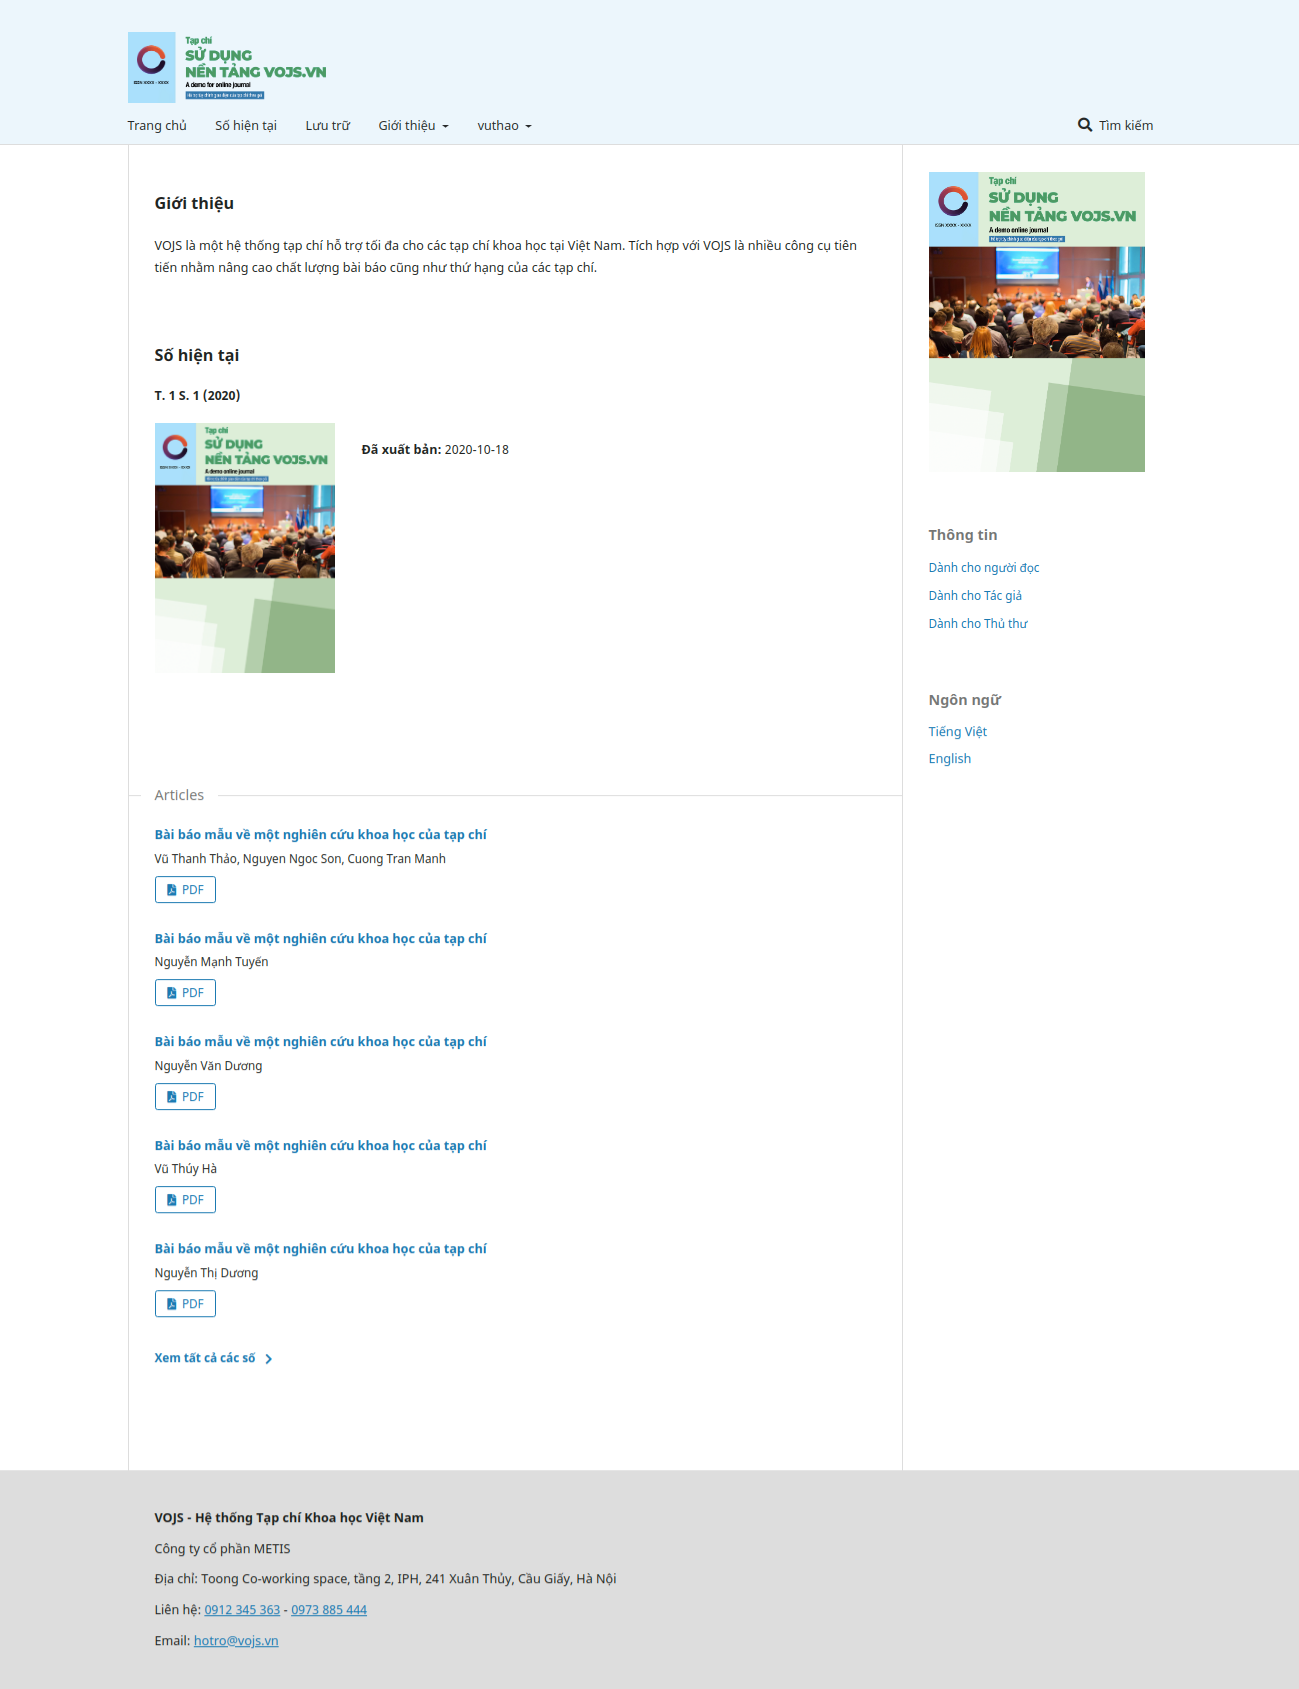 Tạp chí
SỬ DỤNG
NỀN TẢNG VOJS.VN
A demo for online journal
ISSN XXXX - XXXX
Trang chủ
Số hiện tại
Lưu trữ
Giới thiệu
vuthao
Tìm kiếm
Giới thiệu
VOJS là một hệ thống tạp chí hỗ trợ tối đa cho các tạp chí khoa học tại Việt Nam. Tích hợp với VOJS là nhiều công cụ tiên
tiến nhằm nâng cao chất lượng bài báo cũng như thứ hạng của các tạp chí.
Số hiện tại
T. 1 S. 1 (2020)
Tạp chí
SỬ DỤNG
NỀN TẢNG VOJS.VN
A demo online journal
ISSN XXXX - XXXX
Đã xuất bản: 2020-10-18
Articles
Bài báo mẫu về một nghiên cứu khoa học của tạp chí
Vũ Thanh Thảo, Nguyen Ngoc Son, Cuong Tran Manh
PDF
Bài báo mẫu về một nghiên cứu khoa học của tạp chí
Nguyễn Mạnh Tuyến
PDF
Bài báo mẫu về một nghiên cứu khoa học của tạp chí
Nguyễn Văn Dương
PDF
Bài báo mẫu về một nghiên cứu khoa học của tạp chí
Vũ Thúy Hà
PDF
Bài báo mẫu về một nghiên cứu khoa học của tạp chí
Nguyễn Thị Dương
PDF
Xem tất cả các số
Tạp chí
SỬ DỤNG
NỀN TẢNG VOJS.VN
A demo online journal
ISSN XXXX - XXXX
Thông tin
Dành cho người đọc
Dành cho Tác giả
Dành cho Thủ thư
Ngôn ngữ
Tiếng Việt
English
VOJS - Hệ thống Tạp chí Khoa học Việt Nam
Công ty cổ phần METIS
Địa chỉ: Toong Co-working space, tầng 2, IPH, 241 Xuân Thủy, Cầu Giấy, Hà Nội
Liên hệ: 0912 345 363 - 0973 885 444
Email: hotro@vojs.vn